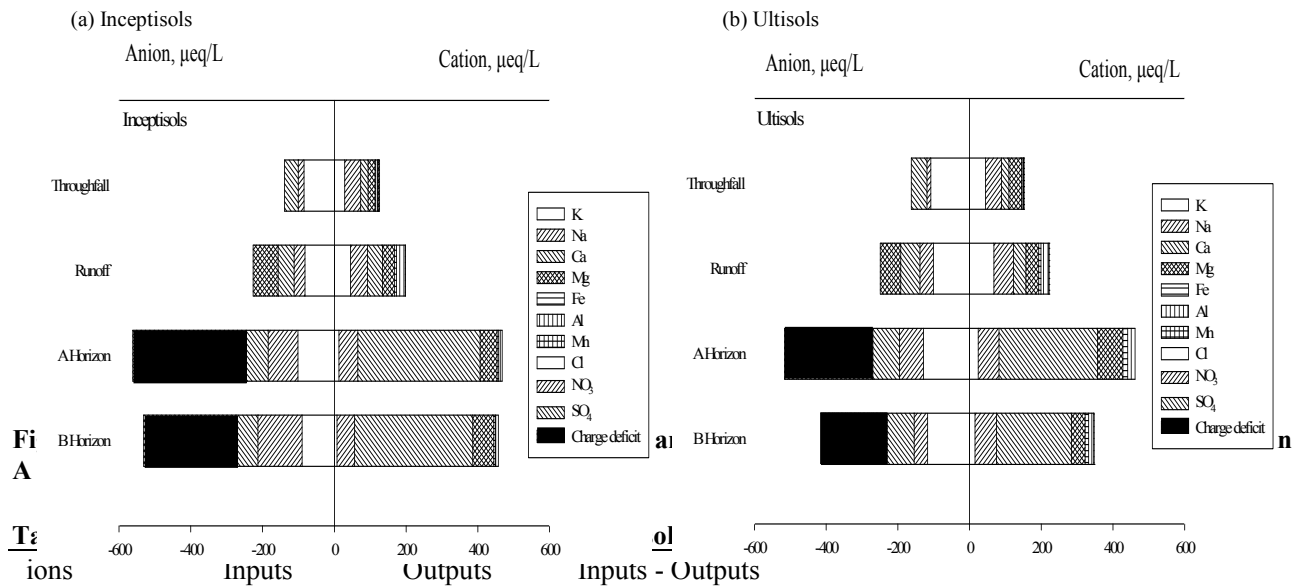 (a) Inceptisols
Anion, µeq/L
Cation, µeq/L
Inceptisols
Throughfall
Runoff
A Horizon
B Horizon
K
Na
Ca
Mg
Fe
Al
Mn
Cl
NO3
SO4
Charge deficit
-600 -400 -200 0 200 400 600
(b) Ultisols
Anion, µeq/L
Cation, µeq/L
Ultisols
Throughfall
Runoff
A Horizon
B Horizon
K
Na
Ca
Mg
Fe
Al
Mn
Cl
NO3
SO4
Charge deficit
-600 -400 -200 0 200 400 600
A
ions Inputs Outputs Inputs - Outputs